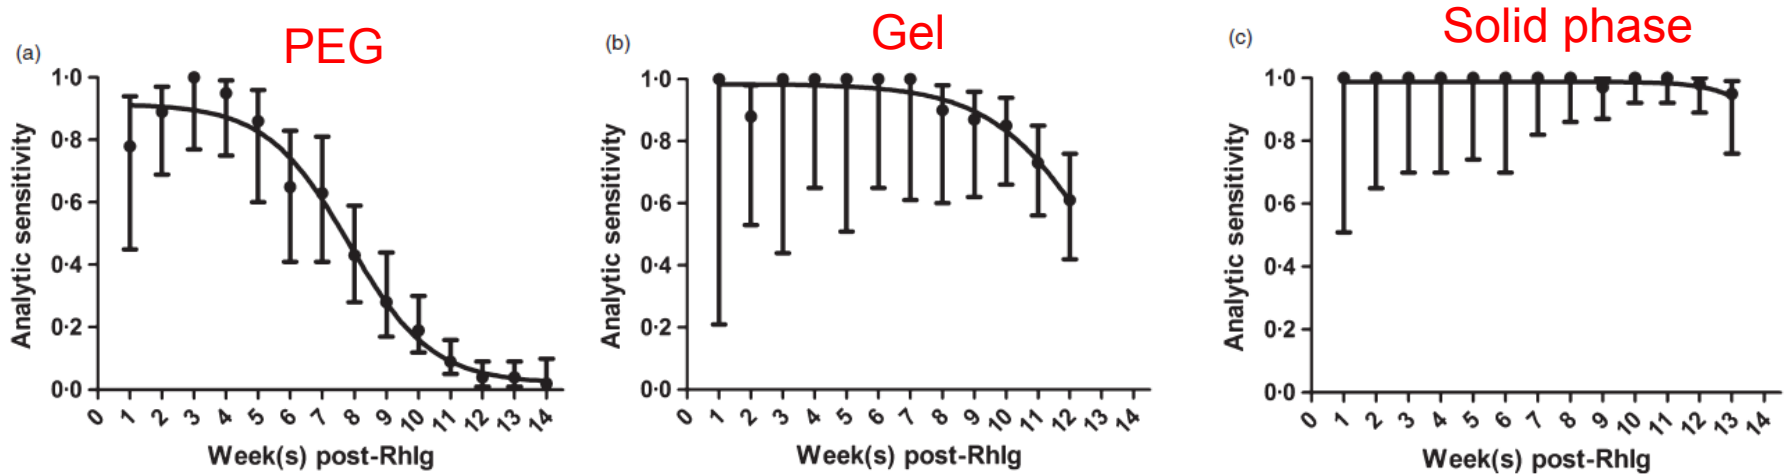 (a) PEG
Analytic sensitivity
1·0
0·8
0·6
0·4
0·2
0·0
0 1 2 3 4 5 6 7 8 9 10 11 12 13 14
Week(s) post-RhIg
(b) Gel
Analytic sensitivity
1·0
0·8
0·6
0·4
0·2
0·0
0 1 2 3 4 5 6 7 8 9 10 11 12 13 14
Week(s) post-RhIg
(c) Solid phase
Analytic sensitivity
1·0
0·8
0·6
0·4
0·2
0·0
0 1 2 3 4 5 6 7 8 9 10 11 12 13 14
Week(s) post-RhIg